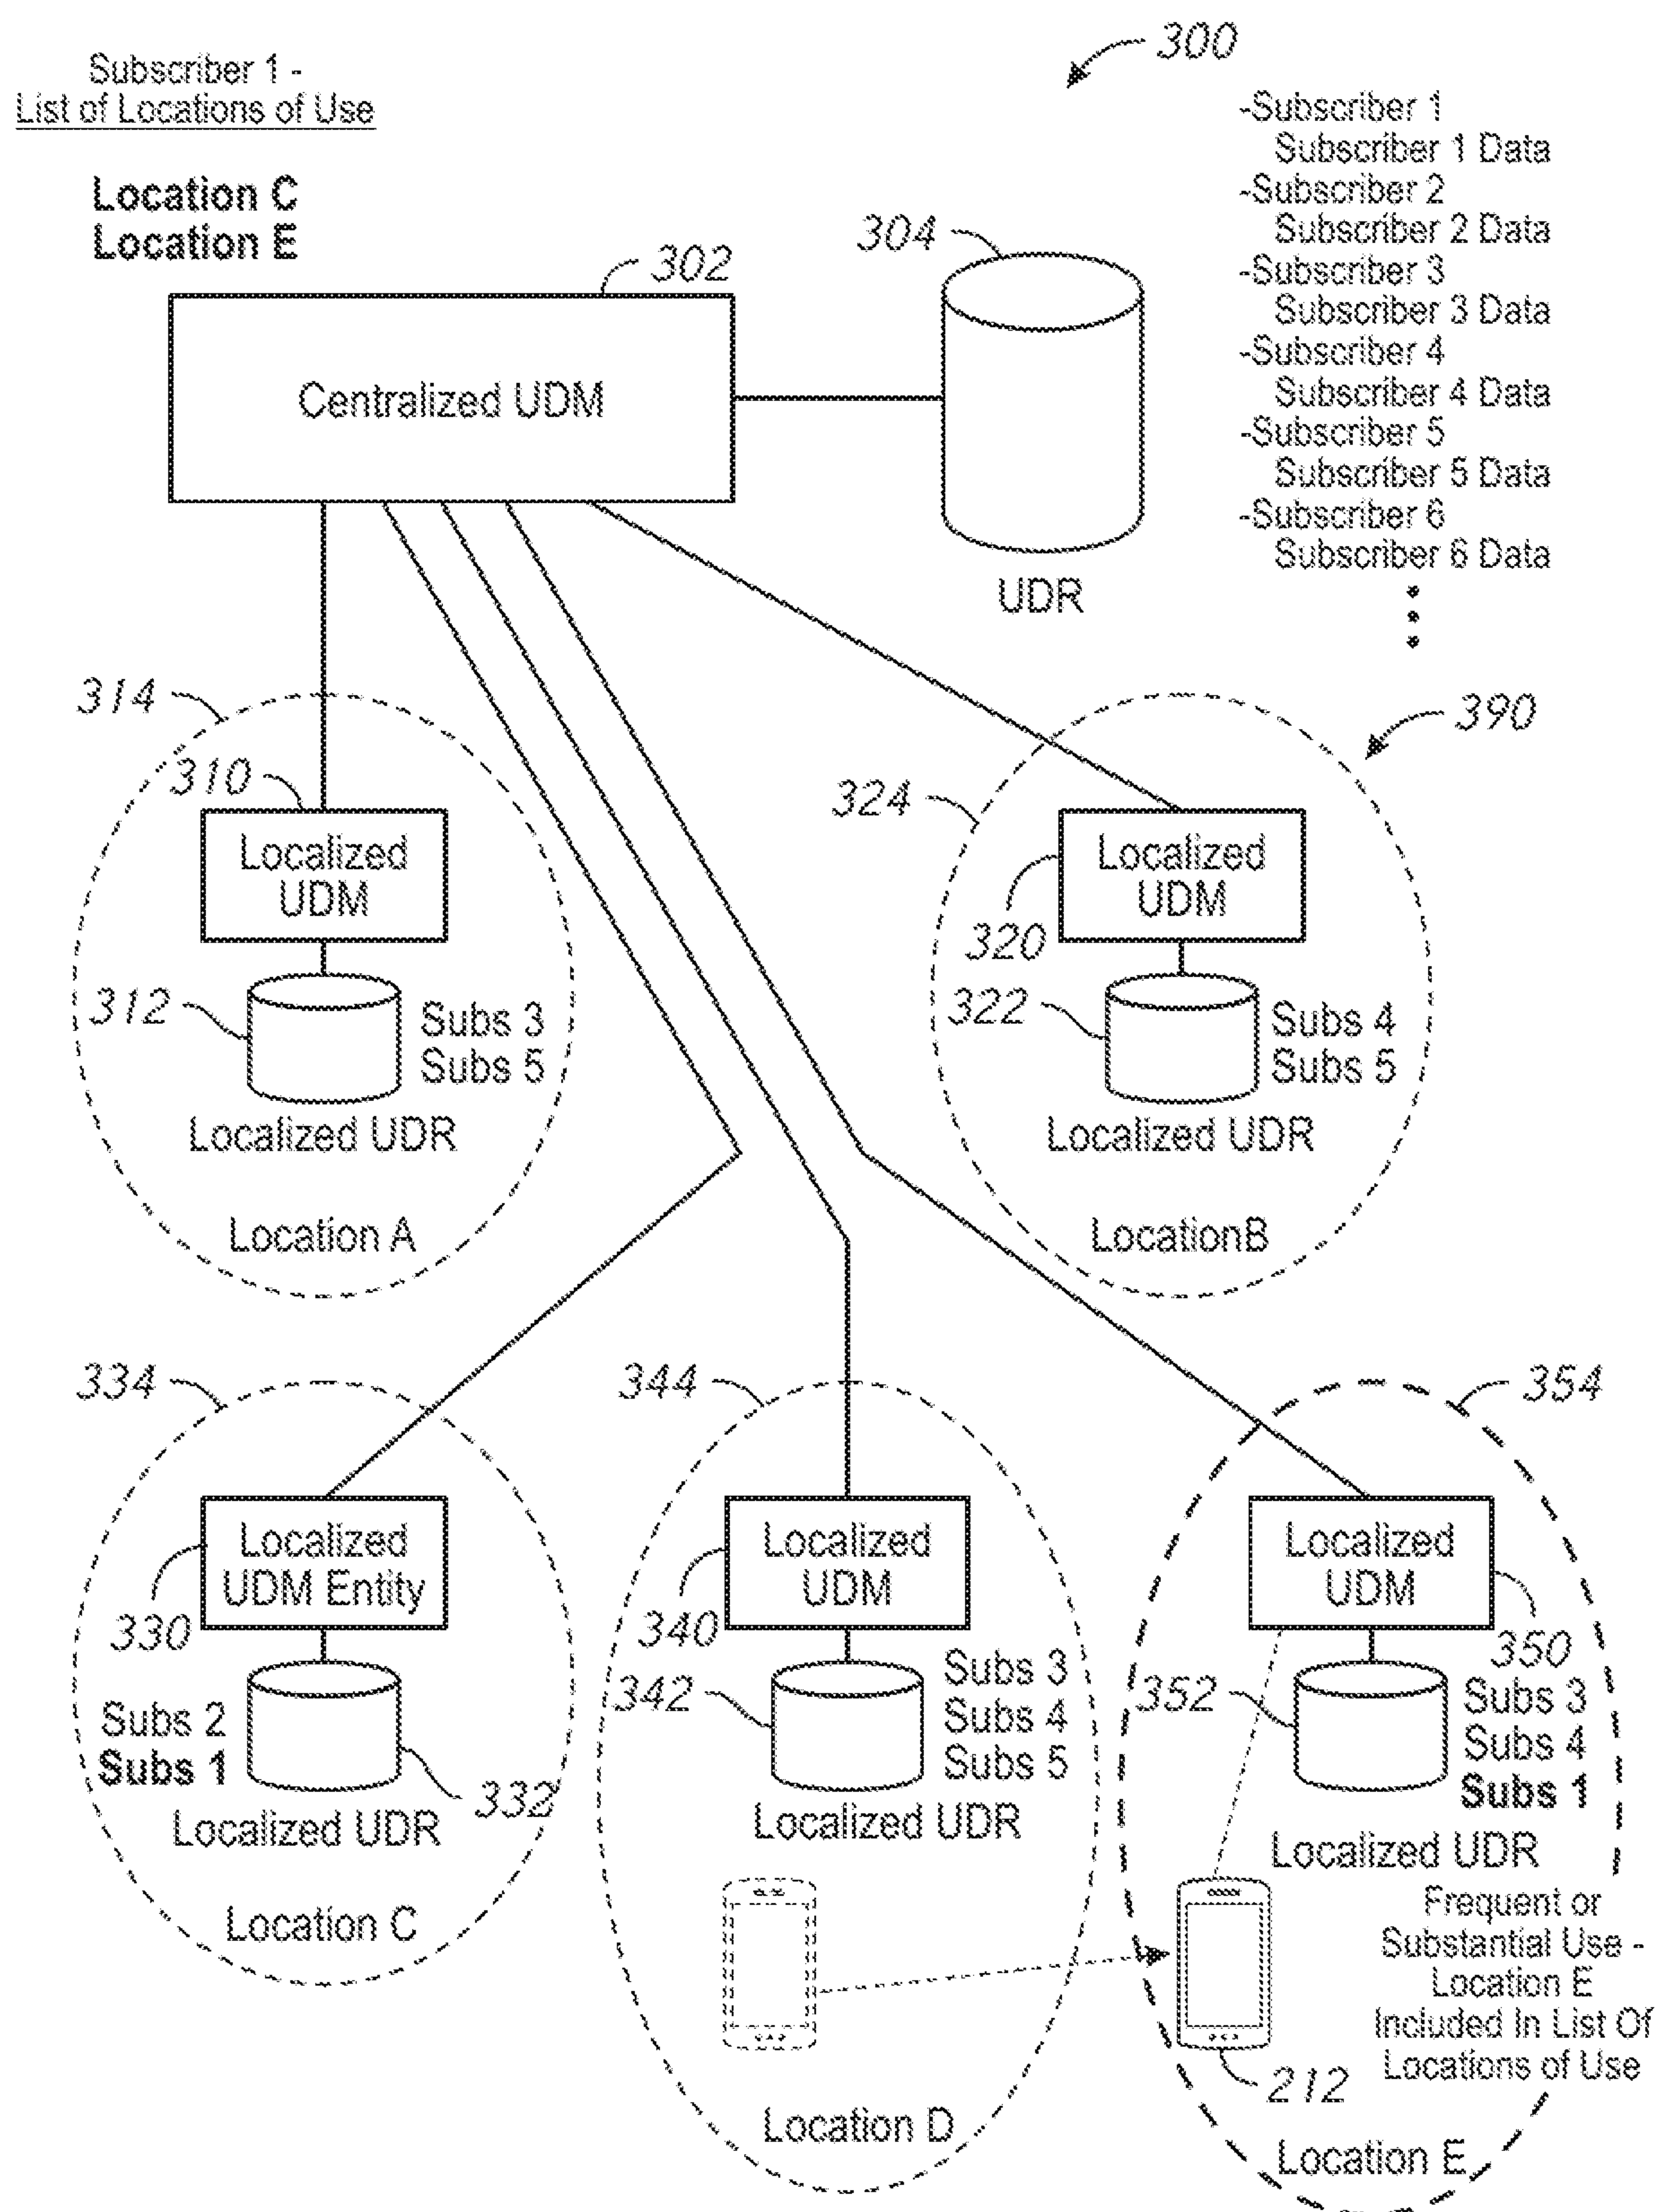 300
Subscriber 1 -
List of Locations of Use
Location C
Location E
-Subscriber 1
Subscriber 1 Data
-Subscriber 2
Subscriber 2 Data
-Subscriber 3
Subscriber 3 Data
-Subscriber 4
Subscriber 4 Data
-Subscriber 5
Subscriber 5 Data
-Subscriber 6
Subscriber 6 Data
302
304
Centralized UDM
UDR
314
310
Localized
UDM
312
Subs 3
Subs 5
Localized UDR
Location A
390
324
Localized
UDM
320
322
Subs 4
Subs 5
Localized UDR
LocationB
334
Localized
UDM Entity
330
Subs 2
Subs 1
332
Localized UDR
Location C
344
Localized
UDM
340
342
Subs 3
Subs 4
Subs 5
Localized UDR
Location D
354
Localized
UDM
350
352
Subs 3
Subs 4
Subs 1
Localized UDR
Frequent or
Substantial Use -
Location E
Included In List Of
Locations of Use
212
Location E